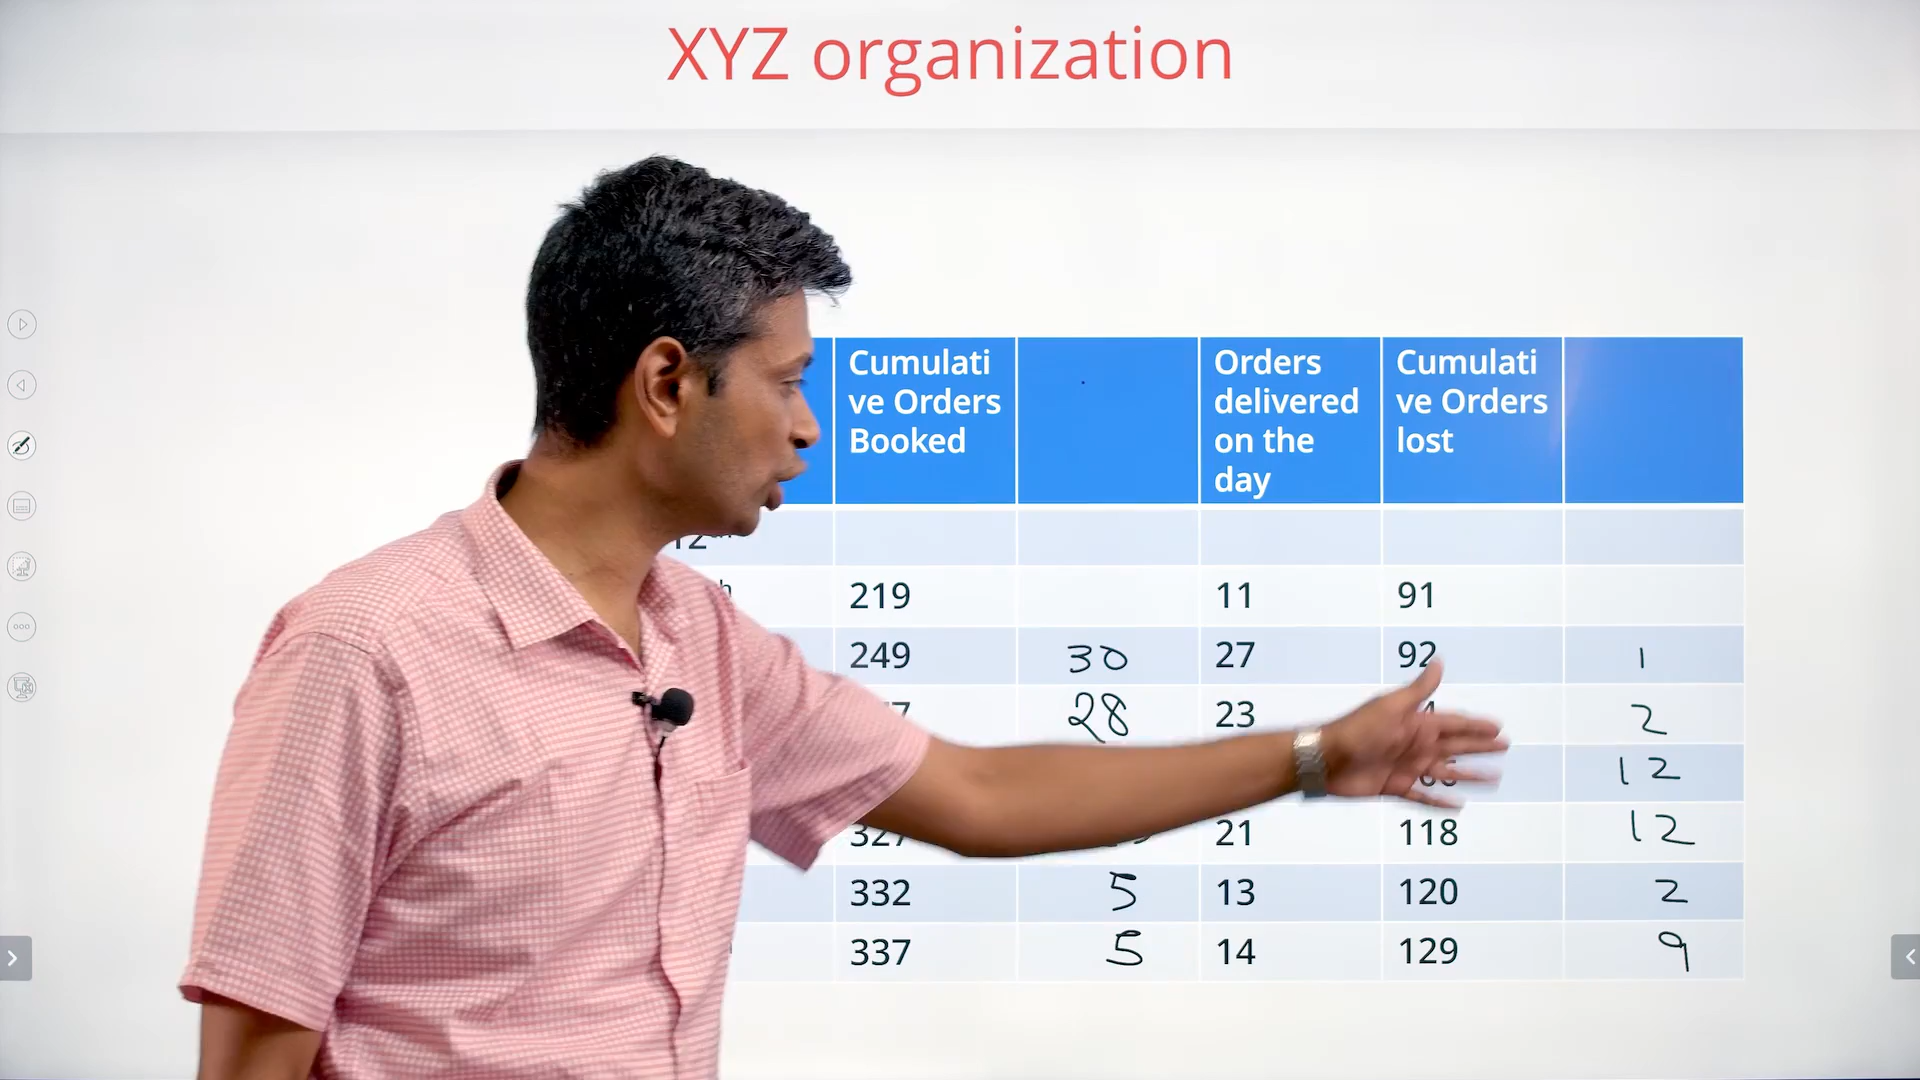 XYZ organization
Cumulati
ve Orders
Booked
Orders
delivered
on the
day
Cumulati
ve Orders
lost
12th
219 11 91
249 30 27 92 1
28 23 2
12
21 118 12
332 5 13 120 2
337 5 14 129 9